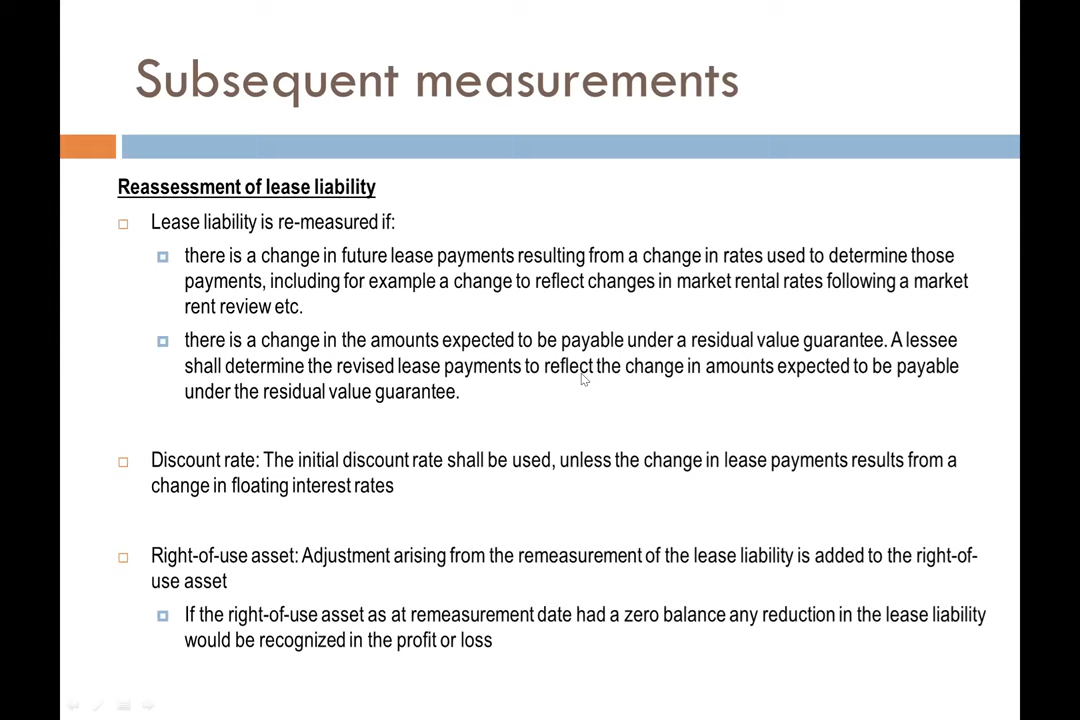 Subsequent measurements
Reassessment of lease liability
Lease liability is re-measured if:
there is a change in future lease payments resulting from a change in rates used to determine those
payments, including for example a change to reflect changes in market rental rates following a market
rent review etc.
there is a change in the amounts expected to be payable under a residual value guarantee. A lessee
shall determine the revised lease payments to reflect the change in amounts expected to be payable
under the residual value guarantee.
Discount rate: The initial discount rate shall be used, unless the change in lease payments results from a
change in floating interest rates
Right-of-use asset: Adjustment arising from the remeasurement of the lease liability is added to the right-of-
use asset
If the right-of-use asset as at remeasurement date had a zero balance any reduction in the lease liability
would be recognized in the profit or loss